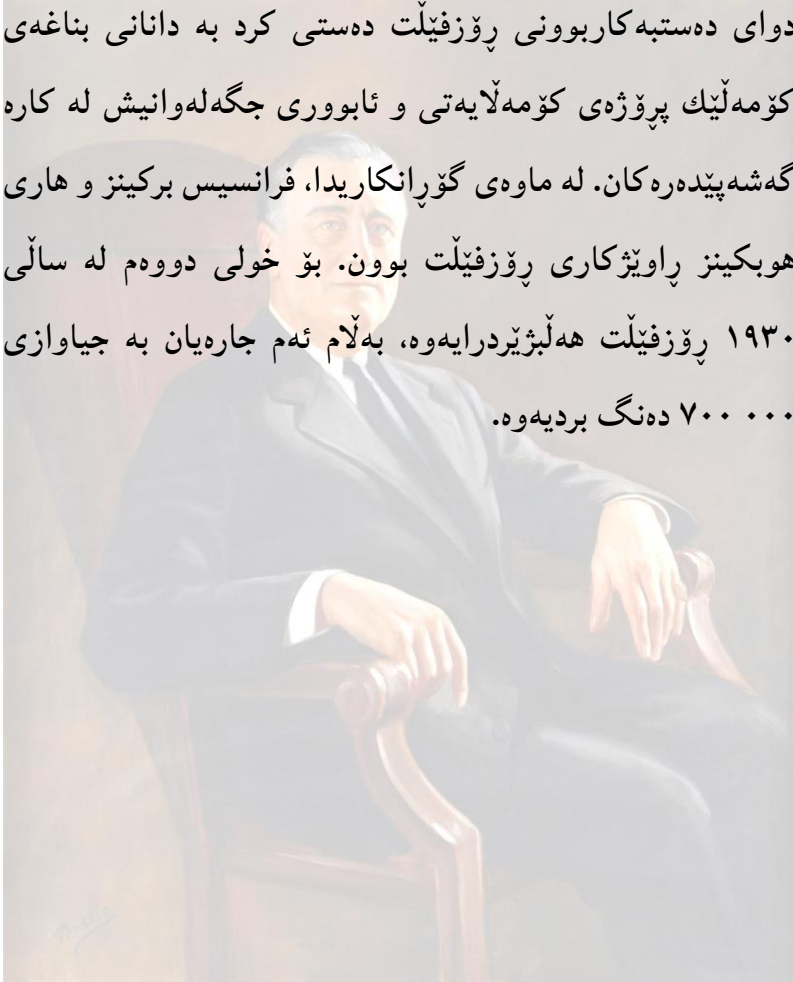 دوای دەستبەکاربوونی ڕۆزفێڵت دەستی کرد بە دانانی بناغەی
کۆمەڵێك پرۆژەی کۆمەڵایەتی و ئابووری جگەلەوانیش لە کارە
گەشەپێدەرەکان. لە ماوەی گۆڕانکاریدا، فرانسیس برکینز و هاری
هوبکینز ڕاوێژکاری ڕۆزفێڵت بوون. بۆ خولی دووەم لە ساڵی
١٩٣٠ ڕۆزفێڵت هەڵبژێردرایەوە، بەڵام ئەم جارەیان بە جیاوازی
٧٠٠ ٠٠٠ دەنگ بردیەوە.